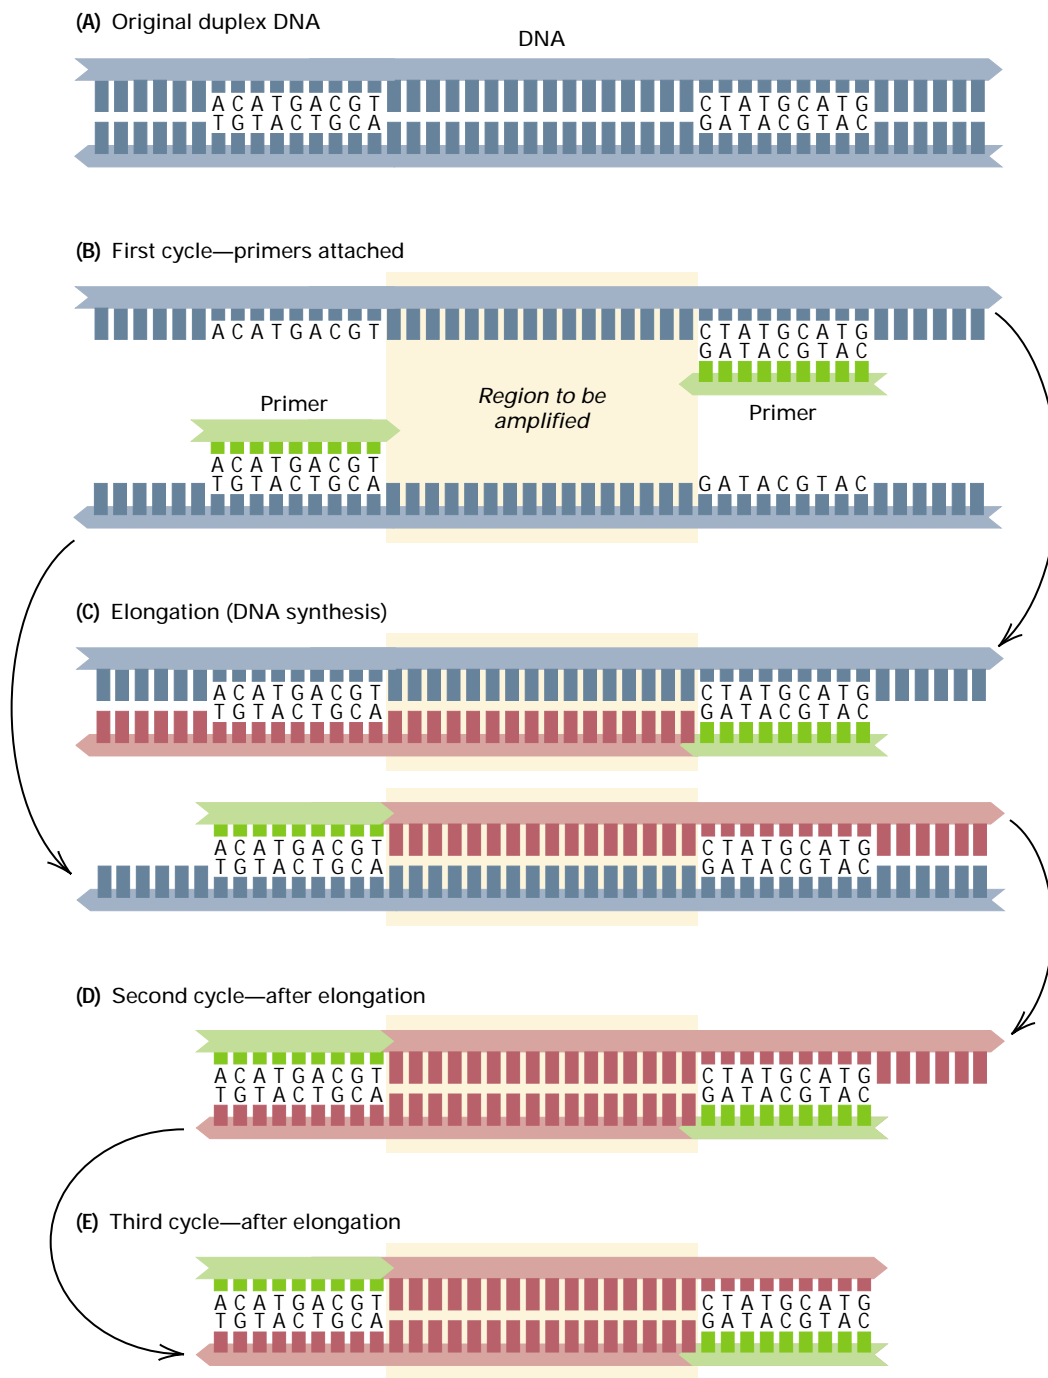 (A) Original duplex DNA
DNA
A C A T G A C G T C T A T G C A T G
T G T A C T G C A G A T A C G T A C
(B) First cycle—primers attached
A C A T G A C G T C T A T G C A T G
G A T A C G T A C
Region to be
amplified
Primer
Primer
A C A T G A C G T
T G T A C T G C A G A T A C G T A C
(C) Elongation (DNA synthesis)
A C A T G A C G T C T A T G C A T G
T G T A C T G C A G A T A C G T A C
A C A T G A C G T C T A T G C A T G
T G T A C T G C A G A T A C G T A C
(D) Second cycle—after elongation
A C A T G A C G T C T A T G C A T G
T G T A C T G C A G A T A C G T A C
(E) Third cycle—after elongation
A C A T G A C G T C T A T G C A T G
T G T A C T G C A G A T A C G T A C